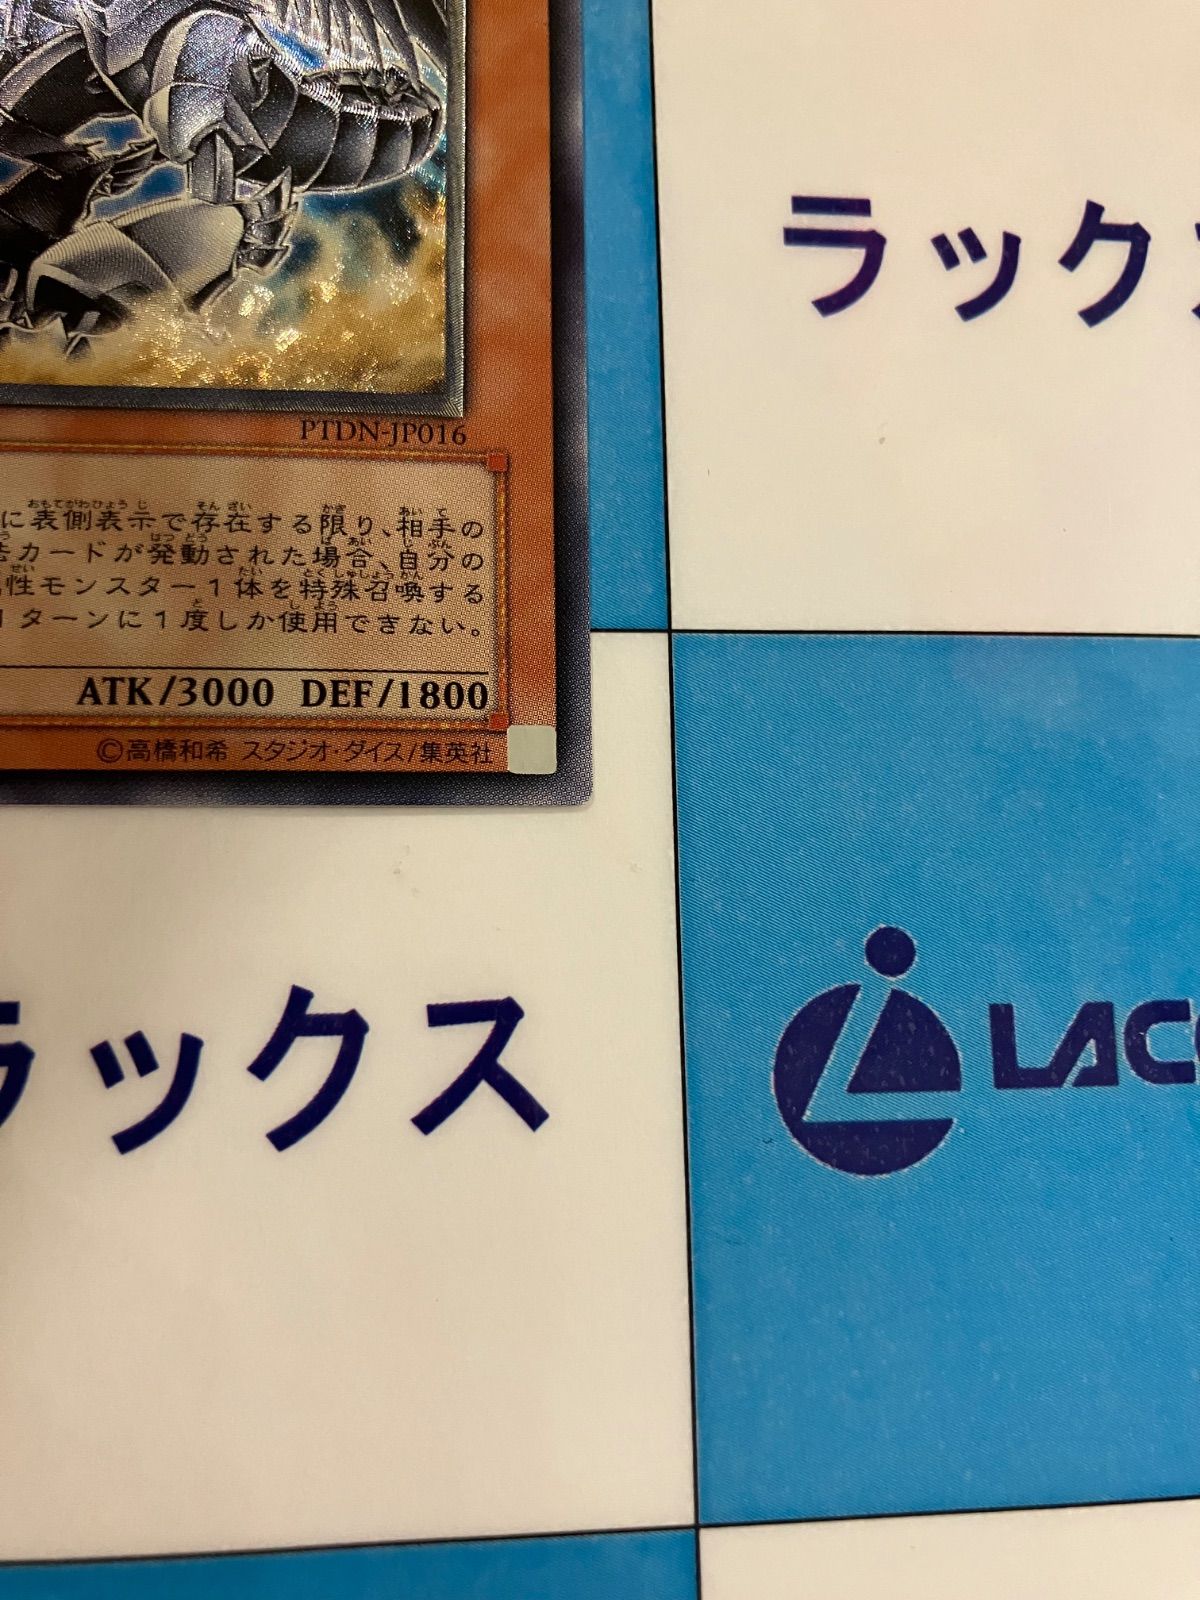 PTDN-JP016
に表側表示で存在する限り、相手の
カードが発動された場合、自分の
性モンスター1体を特殊召喚する
1ターンに1度しか使用できない。
ATK/3000 DEF/1800
©高橋和希 スタジオ・ダイス/集英社
ラック
ラックス
LAC